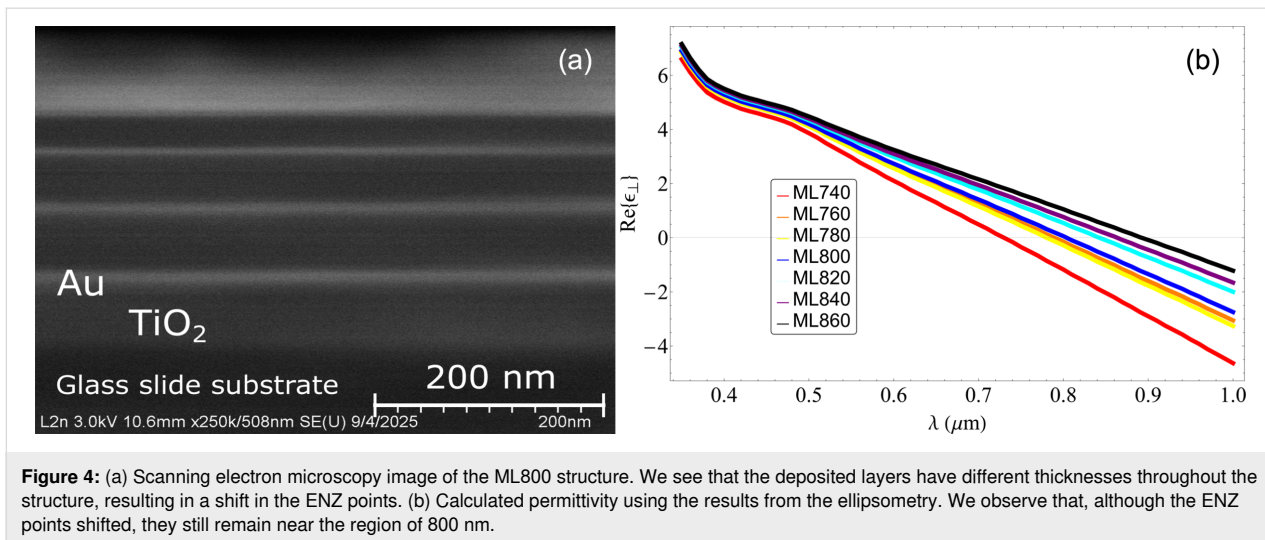 (a)
Au
TiO₂
Glass slide substrate
200 nm
L2n 3.0kV 10.6mm x250k/508nm SE(U) 9/4/2025
200nm
(b)
6
4
2
0
−2
−4
Re{ϵ⊥}
ML740
ML760
ML780
ML800
ML820
ML840
ML860
0.4 0.5 0.6 0.7 0.8 0.9 1.0
λ (μm)
Figure 4: (a) Scanning electron microscopy image of the ML800 structure. We see that the deposited layers have different thicknesses throughout the
structure, resulting in a shift in the ENZ points. (b) Calculated permittivity using the results from the ellipsometry. We observe that, although the ENZ
points shifted, they still remain near the region of 800 nm.